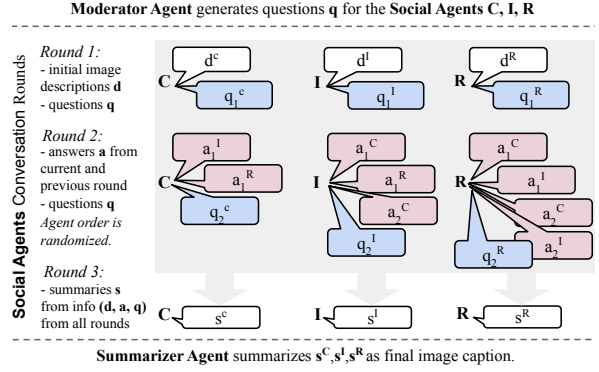 Moderator Agent generates questions q for the Social Agents C, I, R
Social Agents Conversation Rounds
Round 1:
- initial image
descriptions d
- questions q
C
d^c
q_1^c
I
d^I
q_1^I
R
d^R
q_1^R
Round 2:
- answers a from
current and
previous round
- questions q
Agent order is
randomized.
C
a_1^I
a_1^R
q_2^c
I
a_1^C
a_1^R
a_2^C
q_2^I
R
a_1^C
a_1^I
a_2^C
a_2^I
q_2^R
Round 3:
- summaries s
from info (d, a, q)
from all rounds
C
s^c
I
s^I
R
s^R
Summarizer Agent summarizes s^C,s^I,s^R as final image caption.